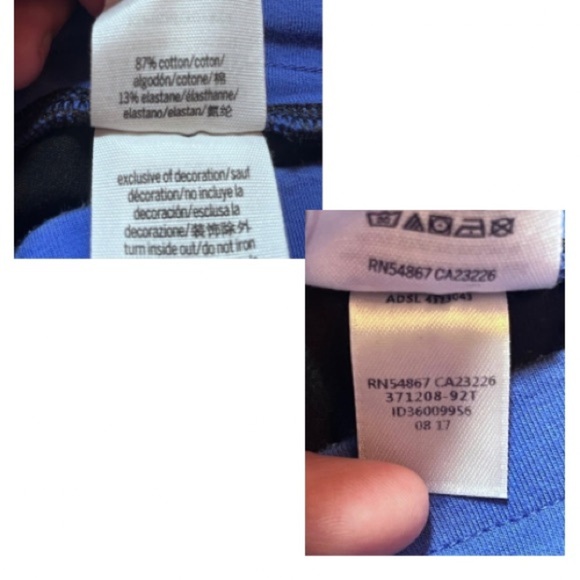 87% cotton/coton/
algodón/cotone/棉
13% elastane/élasthanne/
elastano/elastan/氨纶
exclusive of decoration/sauf
décoration/no incluye la
decoración/esclusa la
decorazione/装饰除外
turn inside out/do not iron
RN54867 CA23226
ADSL
RN54867 CA23226
371208-92T
ID36009956
08 17